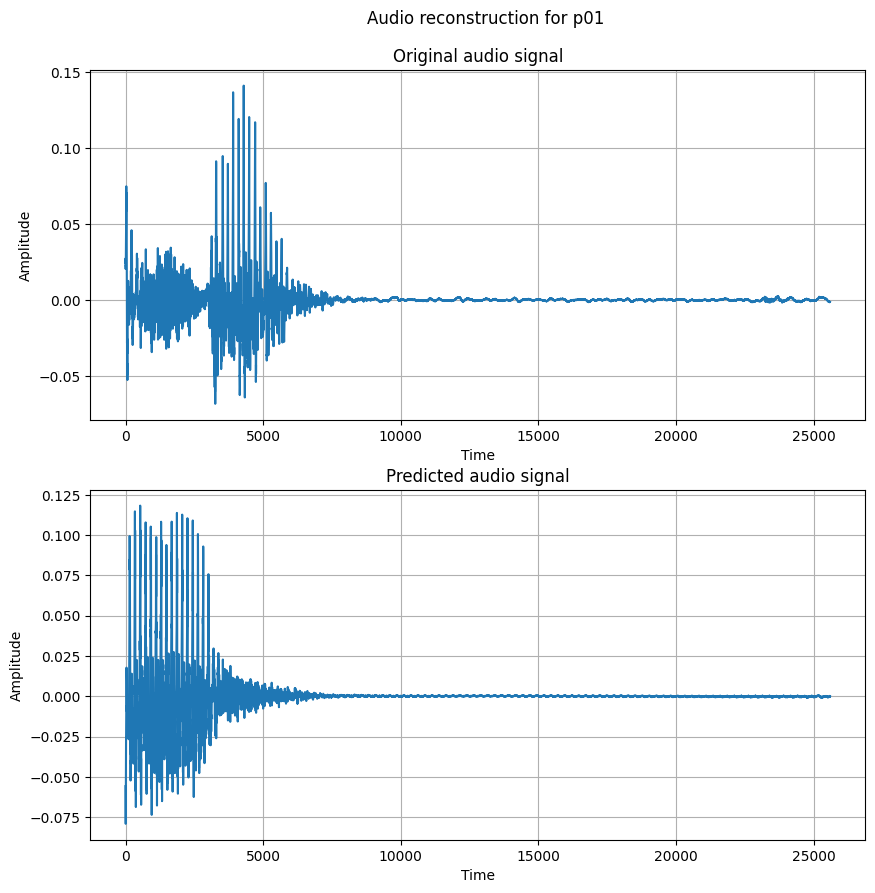 Audio reconstruction for p01
Original audio signal
0.15
0.10
0.05
0.00
−0.05
Amplitude
0 5000 10000 15000 20000 25000
Time
Predicted audio signal
0.125
0.100
0.075
0.050
0.025
0.000
−0.025
−0.050
−0.075
Amplitude
0 5000 10000 15000 20000 25000
Time